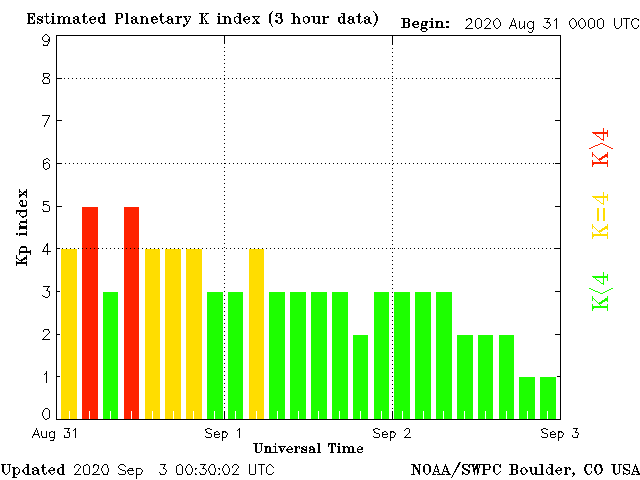 Estimated Planetary K index (3 hour data) Begin: 2020 Aug 31 0000 UTC
9
8
7
6
5
4
3
2
1
0
Kp index
K>4
K=4
K<4
Aug 31 Sep 1 Sep 2 Sep 3
Universal Time
Updated 2020 Sep 3 00:30:02 UTC NOAA/SWPC Boulder, CO USA